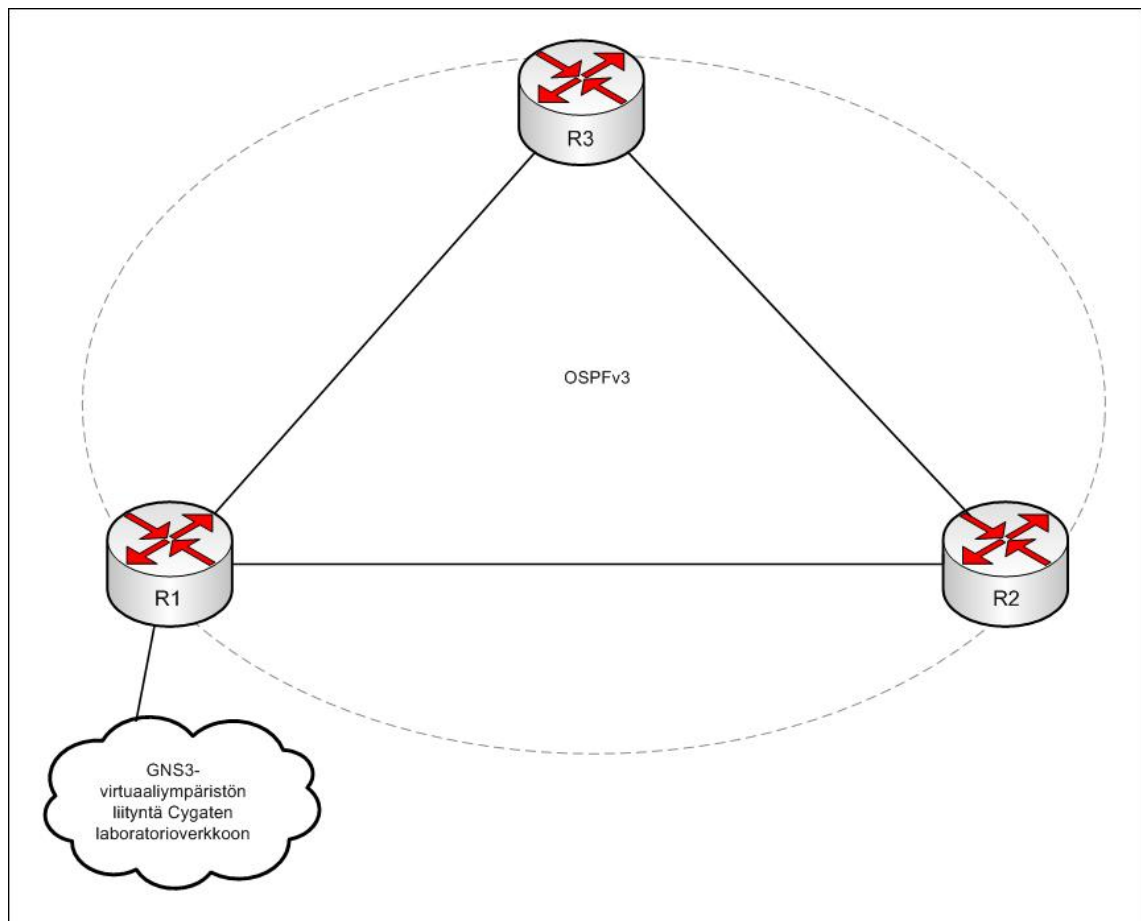 R3
OSPFv3
R1
R2
GNS3-
virtuaaliympäristön
liityntä Cygaten
laboratorioverkkoon